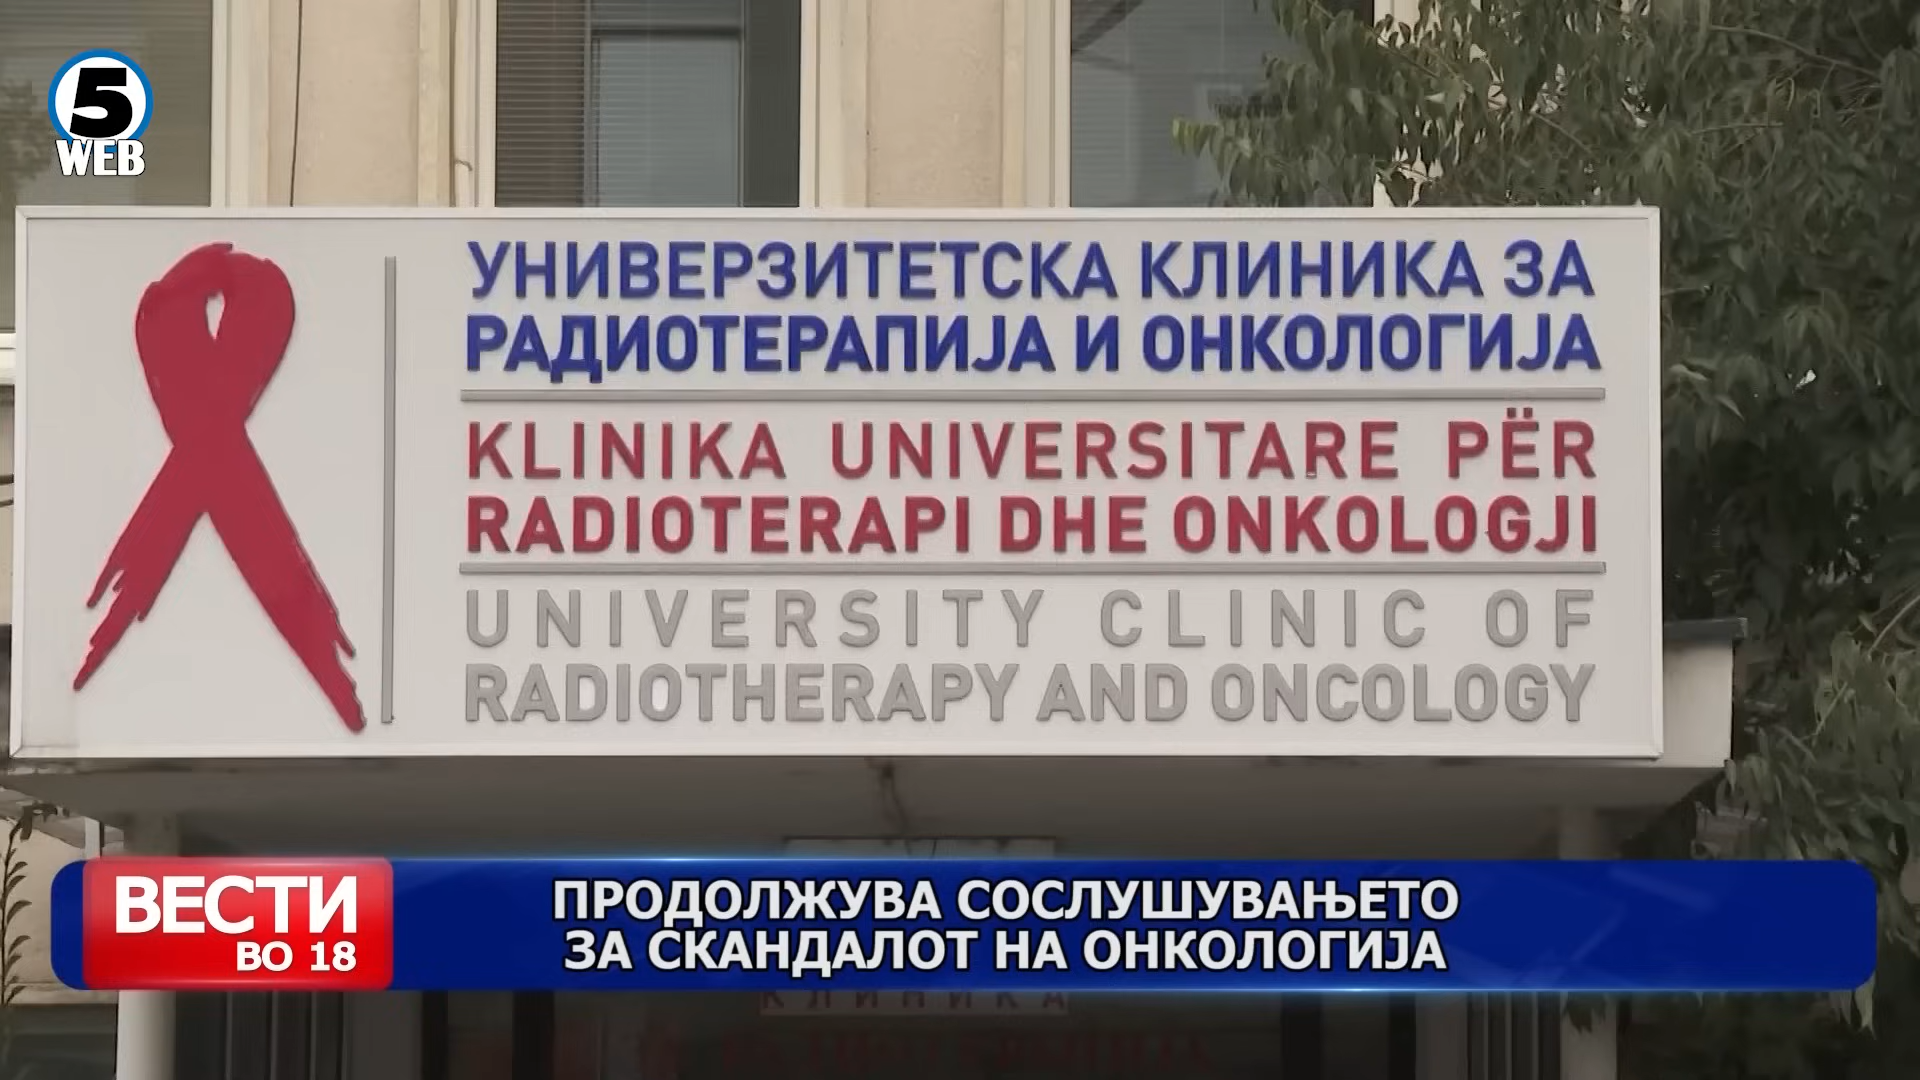 5
WEB
УНИВЕРЗИТЕТСКА КЛИНИКА ЗА
РАДИОТЕРАПИЈА И ОНКОЛОГИЈА
KLINIKA UNIVERSITARE PËR
RADIOTERAPI DHE ONKOLOGJI
UNIVERSITY CLINIC OF
RADIOTHERAPY AND ONCOLOGY
ВЕСТИ
ВО 18
ПРОДОЛЖУВА СОСЛУШУВАЊЕТО
ЗА СКАНДАЛОТ НА ОНКОЛОГИЈА
КЛИНИКА